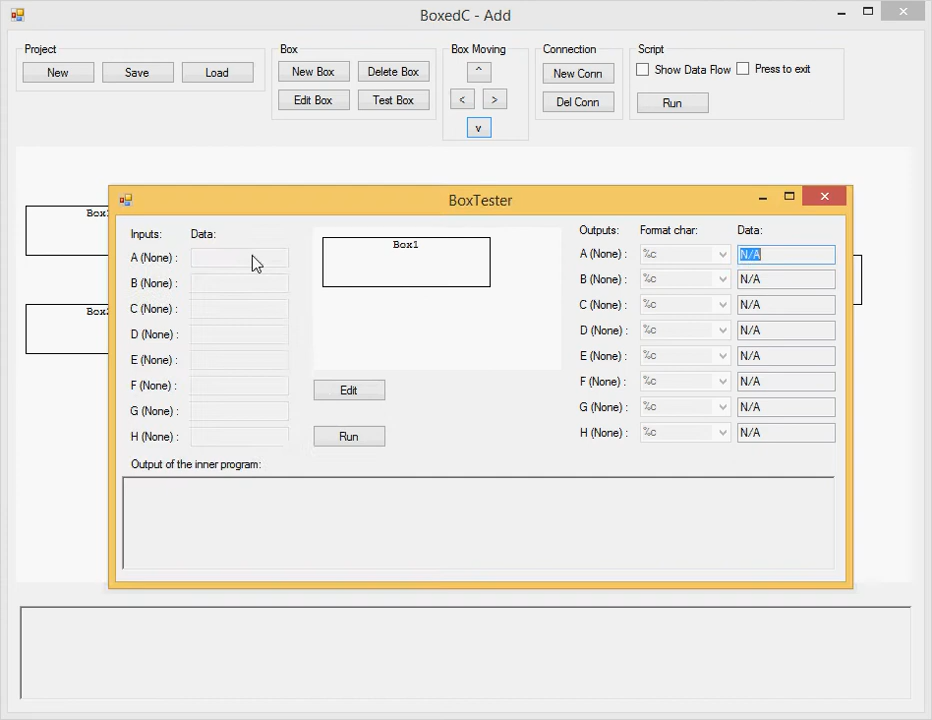 BoxedC - Add
Project
New
Save
Load
Box
New Box
Delete Box
Edit Box
Test Box
Box Moving
^
<
>
v
Connection
New Conn
Del Conn
Script
Show Data Flow
Press to exit
Run
BoxTester
Inputs: Data:
A (None) :
B (None) :
C (None) :
D (None) :
E (None) :
F (None) :
G (None) :
H (None) :
Box1
Edit
Run
Outputs: Format char: Data:
A (None) : %c N/A
B (None) : %c N/A
C (None) : %c N/A
D (None) : %c N/A
E (None) : %c N/A
F (None) : %c N/A
G (None) : %c N/A
H (None) : %c N/A
Output of the inner program: